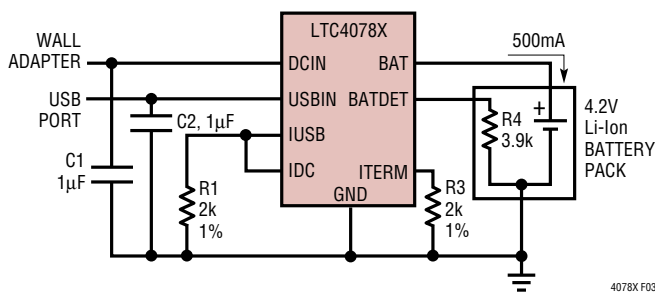 LTC4078X
WALL
ADAPTER
DCIN
BAT
500mA
USB
PORT
USBIN
BATDET
C2, 1µF
IUSB
IDC
ITERM
GND
C1
1µF
R1
2k
1%
R3
2k
1%
R4
3.9k
+
4.2V
Li-Ion
BATTERY
PACK
4078X F03